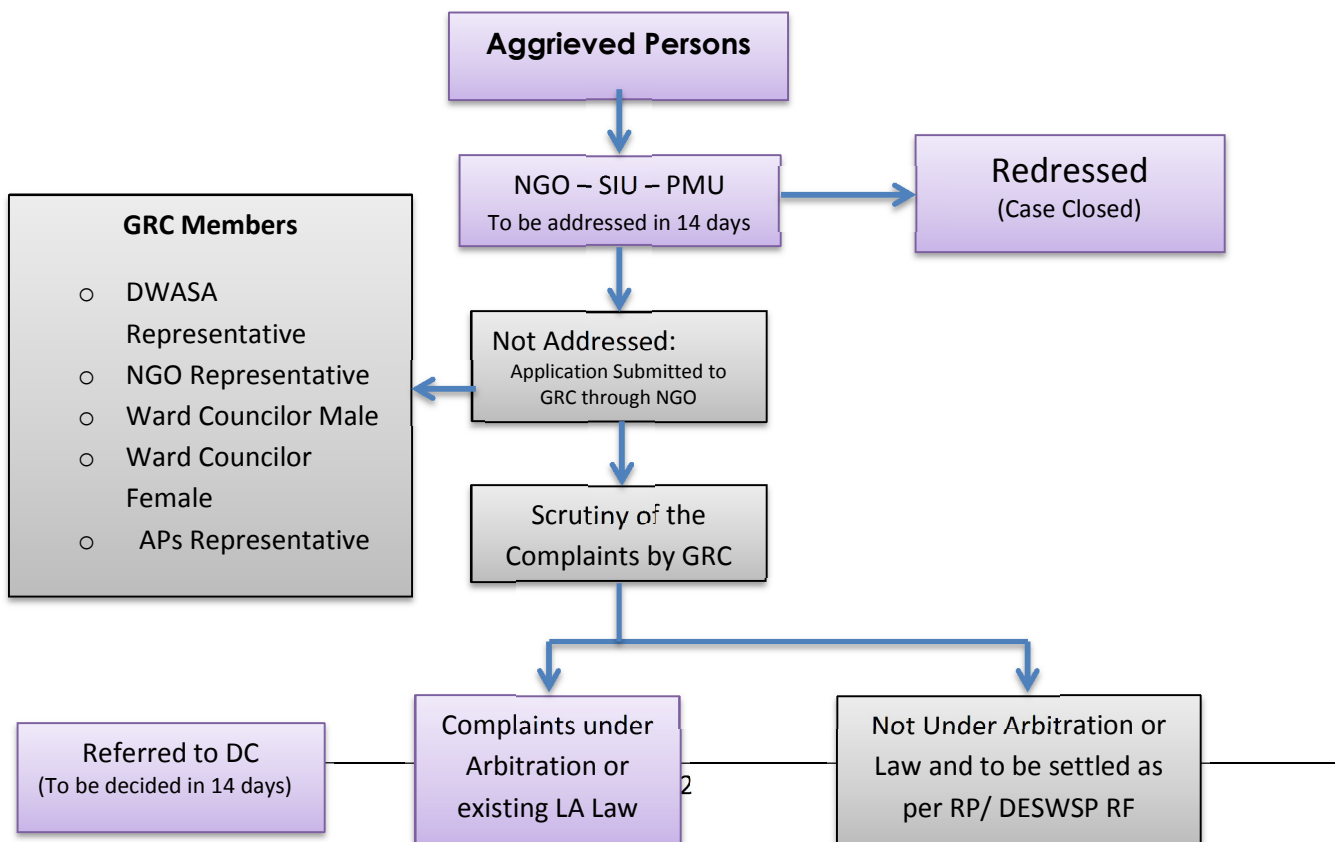 Aggrieved Persons
NGO – SIU – PMU
To be addressed in 14 days
Redressed
(Case Closed)
GRC Members
o DWASA
Representative
o NGO Representative
o Ward Councilor Male
o Ward Councilor
Female
o APs Representative
Not Addressed:
Application Submitted to
GRC through NGO
Scrutiny of the
Complaints by GRC
Referred to DC
(To be decided in 14 days)
Complaints under
Arbitration or
existing LA Law
2
Not Under Arbitration or
Law and to be settled as
per RP/ DESWSP RF